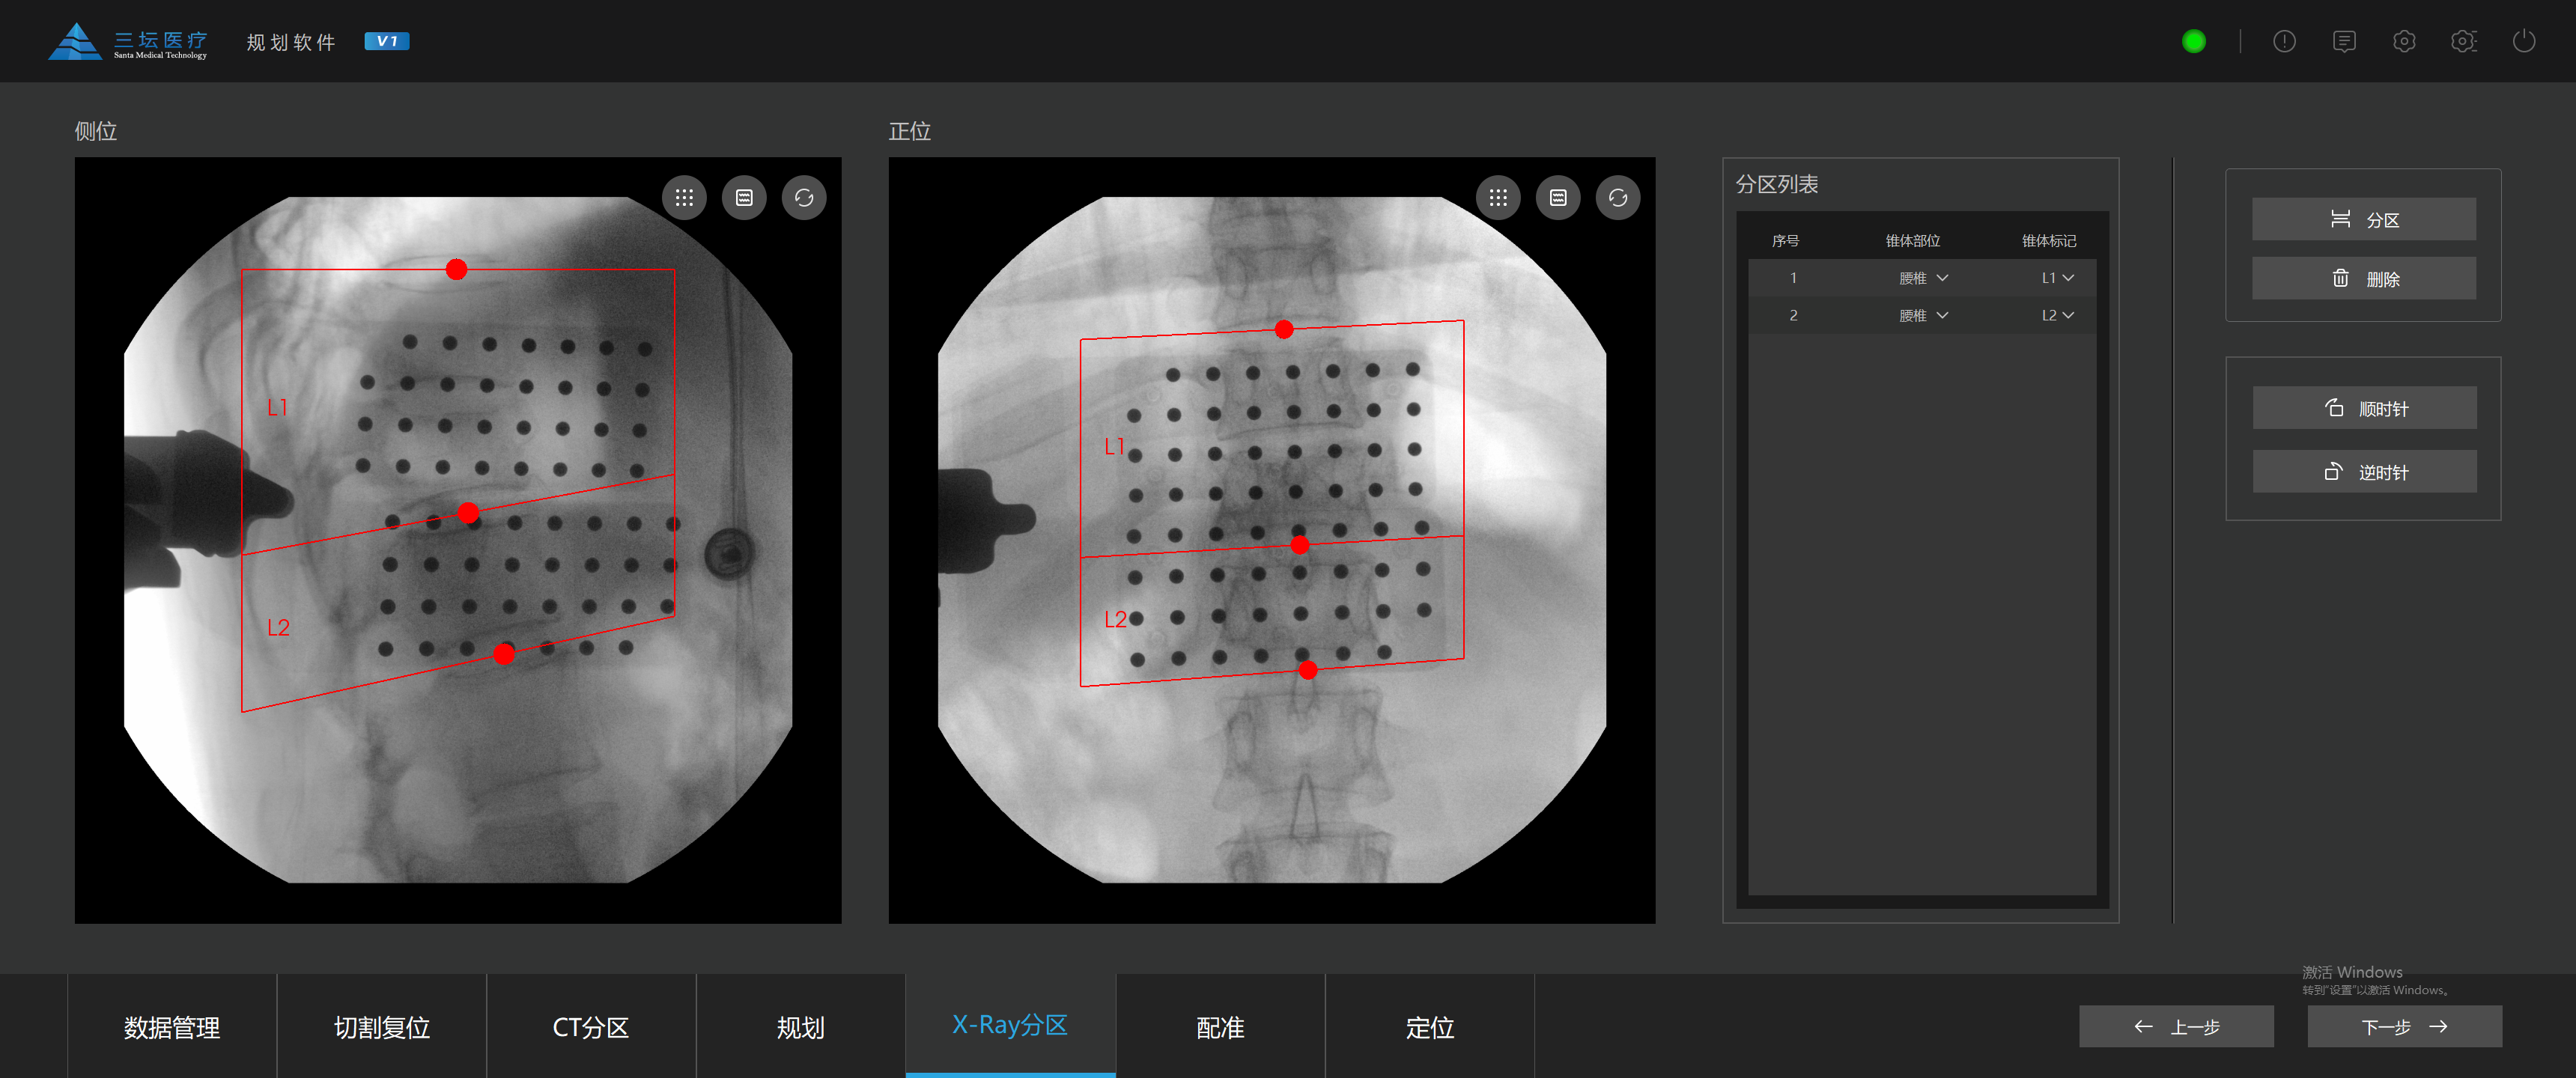 三坛医疗
Santa Medical Technology
规划软件
V1
侧位
正位
L1
L2
L1
L2
分区列表
序号 锥体部位 锥体标记
1 腰椎 L1
2 腰椎 L2
分区
删除
顺时针
逆时针
激活 Windows
转到"设置"以激活 Windows。
数据管理
切割复位
CT分区
规划
X-Ray分区
配准
定位
上一步
下一步